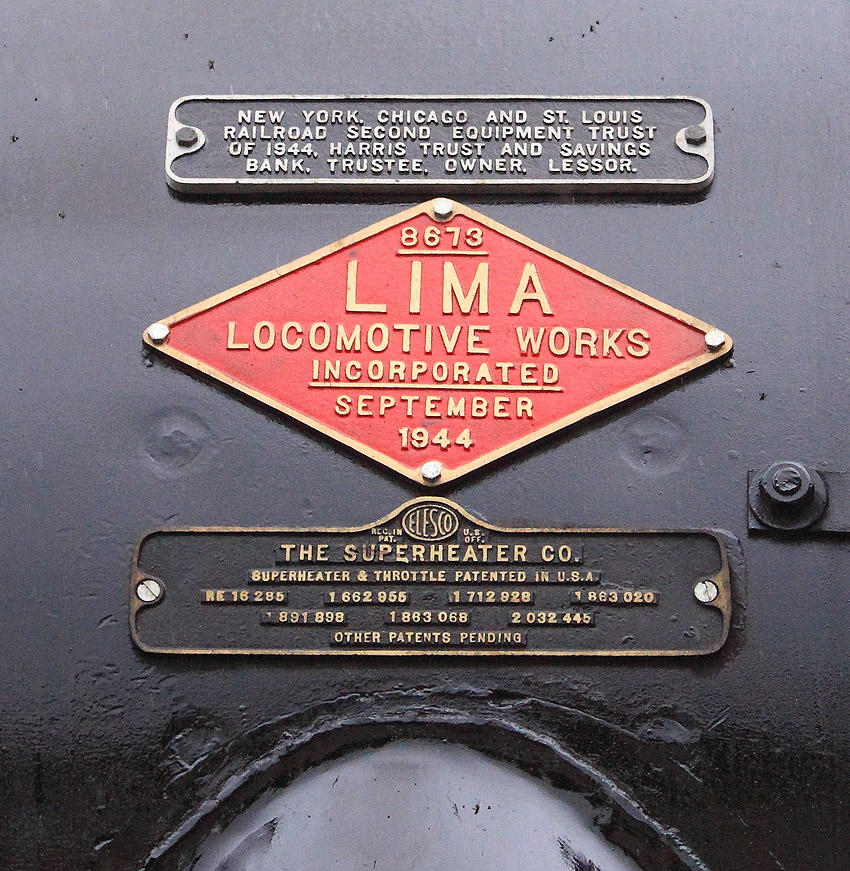 NEW YORK, CHICAGO AND ST. LOUIS
RAILROAD SECOND EQUIPMENT TRUST
OF 1944, HARRIS TRUST AND SAVINGS
BANK, TRUSTEE, OWNER, LESSOR.
8673
LIMA
LOCOMOTIVE WORKS
INCORPORATED
SEPTEMBER
1944
ELESCO
REG. IN U.S.
PAT. OFF.
THE SUPERHEATER CO.
SUPERHEATER & THROTTLE PATENTED IN U.S.A
RE 16 285 1 662 955 1 712 928 1 863 020
1 891 898 1 863 068 2 032 445
OTHER PATENTS PENDING